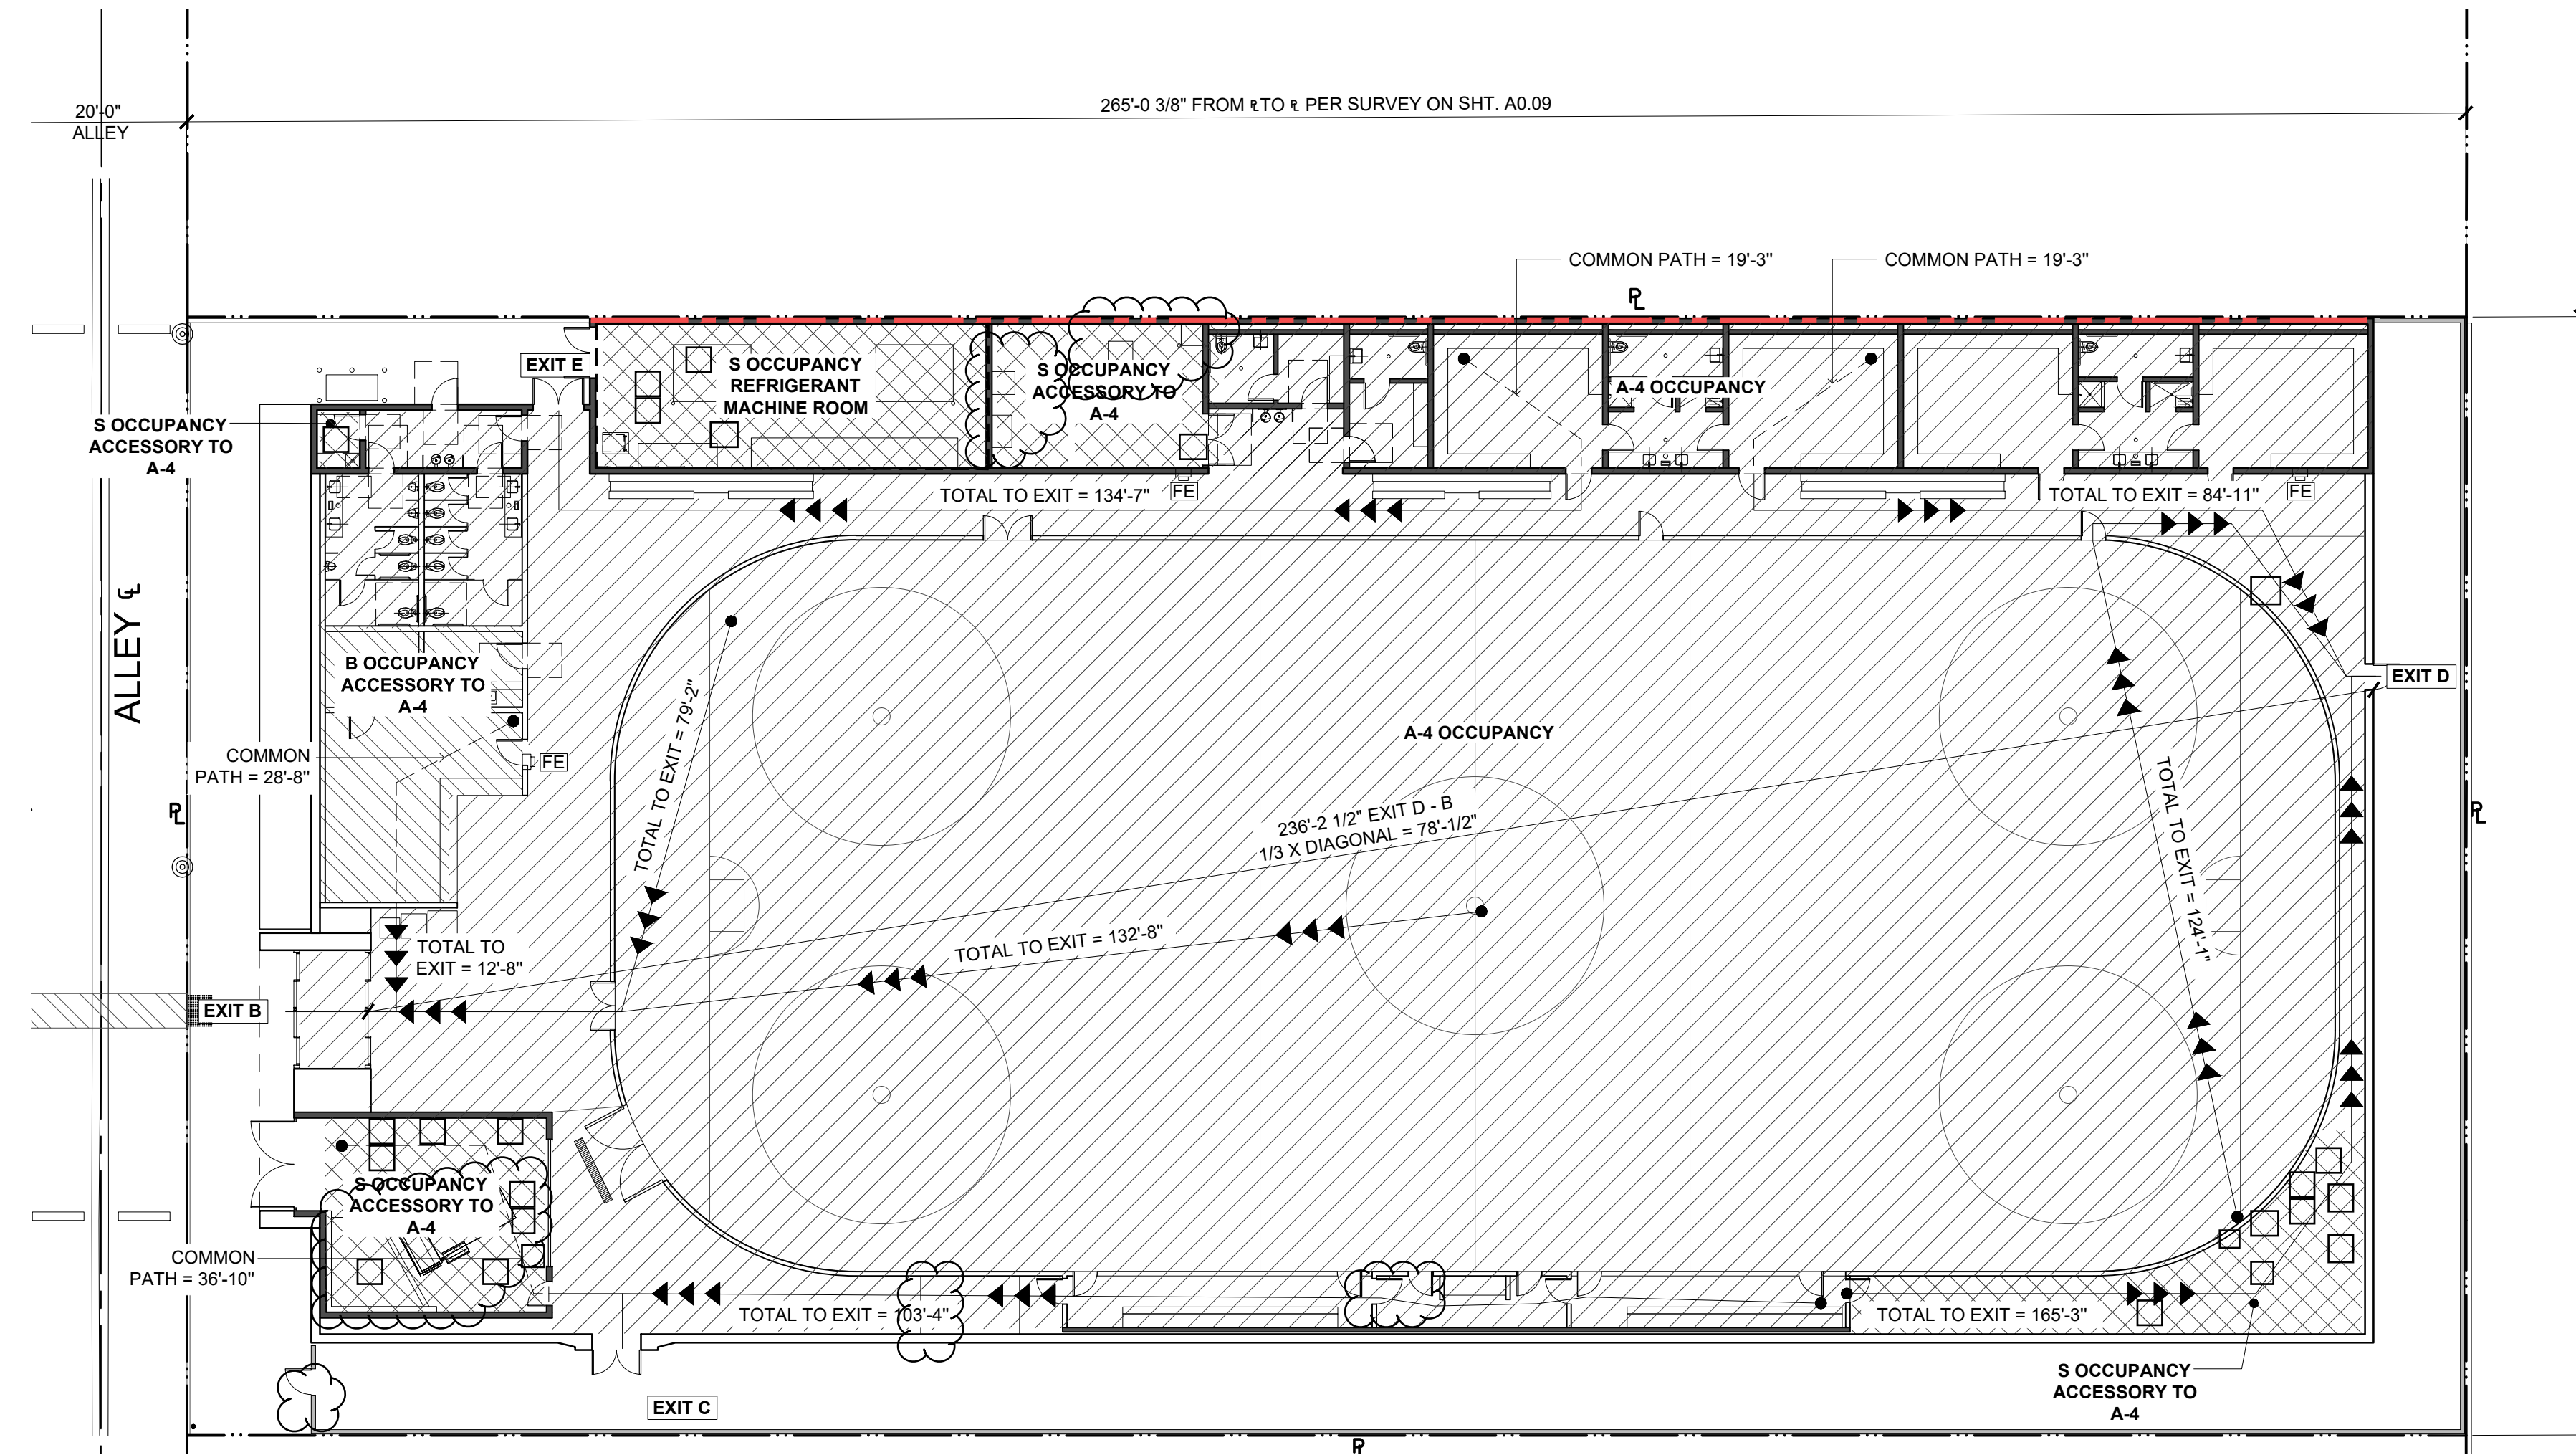 20'-0"
ALLEY
265'-0 3/8" FROM ℄ TO ℄ PER SURVEY ON SHT. A0.09
COMMON PATH = 19'-3"
COMMON PATH = 19'-3"
PL
EXIT E
S OCCUPANCY
REFRIGERANT
MACHINE ROOM
S OCCUPANCY
ACCESSORY TO
A-4
A-4 OCCUPANCY
S OCCUPANCY
ACCESSORY TO
A-4
TOTAL TO EXIT = 134'-7"
FE
TOTAL TO EXIT = 84'-11"
FE
ALLEY ℄
B OCCUPANCY
ACCESSORY TO
A-4
EXIT D
TOTAL TO EXIT = 79'-2"
A-4 OCCUPANCY
COMMON
PATH = 28'-8"
FE
PL
236'-2 1/2" EXIT D - B
1/3 X DIAGONAL = 78'-1/2"
TOTAL TO EXIT = 124'-1"
PL
TOTAL TO EXIT = 132'-8"
TOTAL TO
EXIT = 12'-8"
EXIT B
S OCCUPANCY
ACCESSORY TO
A-4
COMMON
PATH = 36'-10"
TOTAL TO EXIT = 103'-4"
TOTAL TO EXIT = 165'-3"
S OCCUPANCY
ACCESSORY TO
A-4
EXIT C
PL